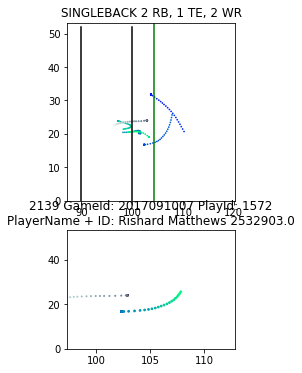 SINGLEBACK 2 RB, 1 TE, 2 WR
50
40
30
20
10
0
90 100 110 120
2139 GameId: 2017091007 PlayId: 1572
PlayerName + ID: Rishard Matthews 2532903.0
40
20
0
100 105 110